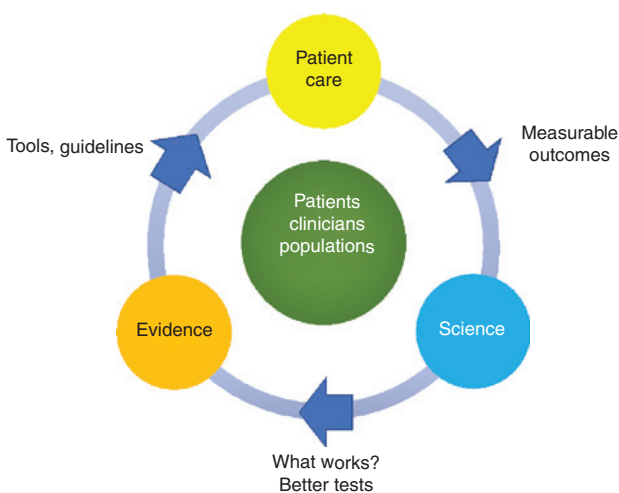 Patient
care
Tools, guidelines
Measurable
outcomes
Patients
clinicians
populations
Evidence
Science
What works?
Better tests